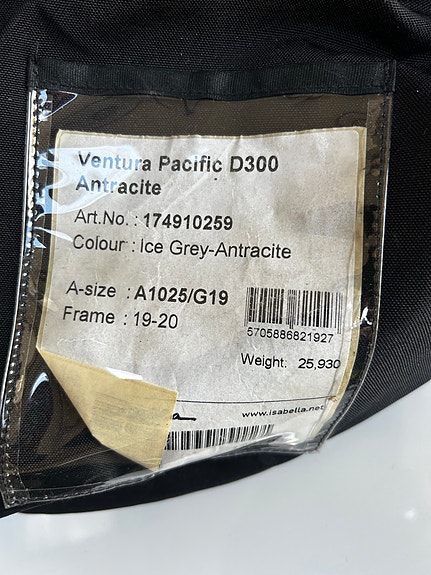 Ventura Pacific D300
Antracite
Art.No. : 174910259
Colour : Ice Grey-Antracite
A-size : A1025/G19
Frame : 19-20
5705886821927
Weight: 25,930
www.isabella.net